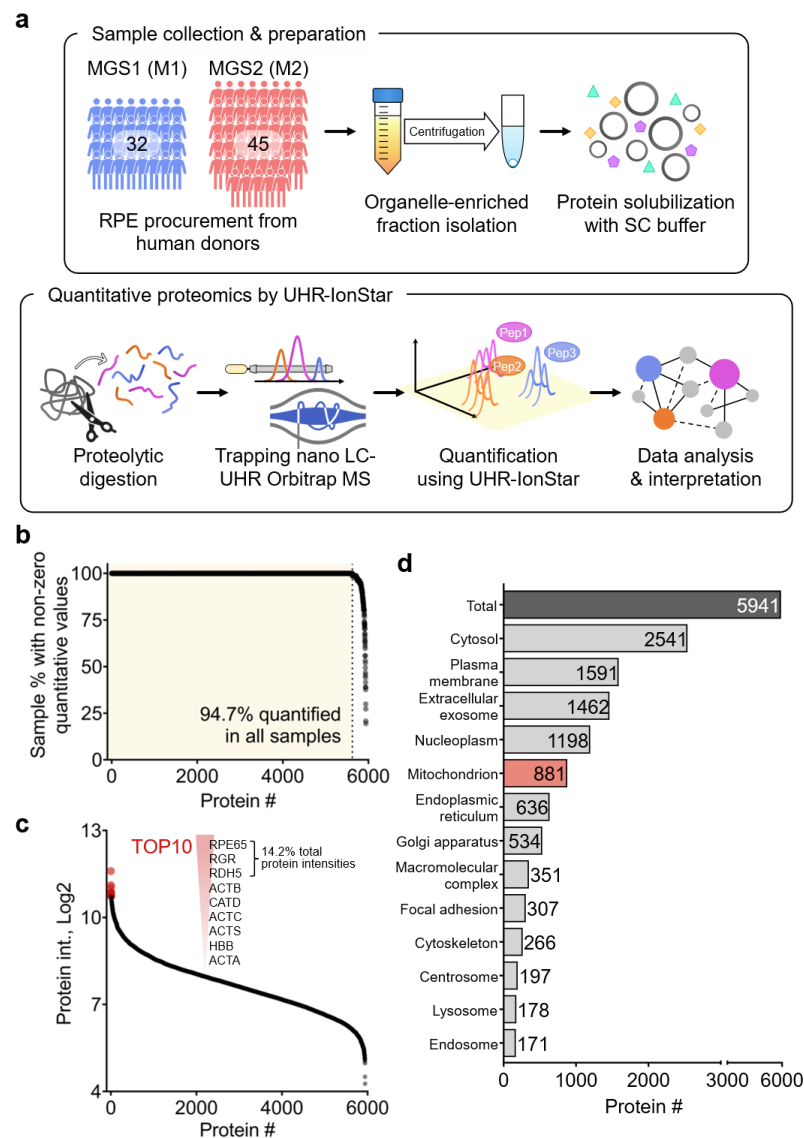 a
Sample collection & preparation
MGS1 (M1)
MGS2 (M2)
32
45
Centrifugation
RPE procurement from
human donors
Organelle-enriched
fraction isolation
Protein solubilization
with SC buffer
Quantitative proteomics by UHR-IonStar
Pep1
Pep2
Pep3
Proteolytic
digestion
Trapping nano LC-
UHR Orbitrap MS
Quantification
using UHR-IonStar
Data analysis
& interpretation
b
Sample % with non-zero
quantitative values
100
75
50
25
0
94.7% quantified
in all samples
0
2000
4000
6000
Protein #
c
Protein int., Log2
13
10
7
4
TOP10
RPE65
RGR
RDH5
ACTB
CATD
ACTC
ACTS
HBB
ACTA
14.2% total
protein intensities
0
2000
4000
6000
Protein #
d
Total
5941
Cytosol
2541
Plasma
membrane
1591
Extracellular
exosome
1462
Nucleoplasm
1198
Mitochondrion
881
Endoplasmic
reticulum
636
Golgi apparatus
534
Macromolecular
complex
351
Focal adhesion
307
Cytoskeleton
266
Centrosome
197
Lysosome
178
Endosome
171
0
1000
2000
3000
6000
Protein #